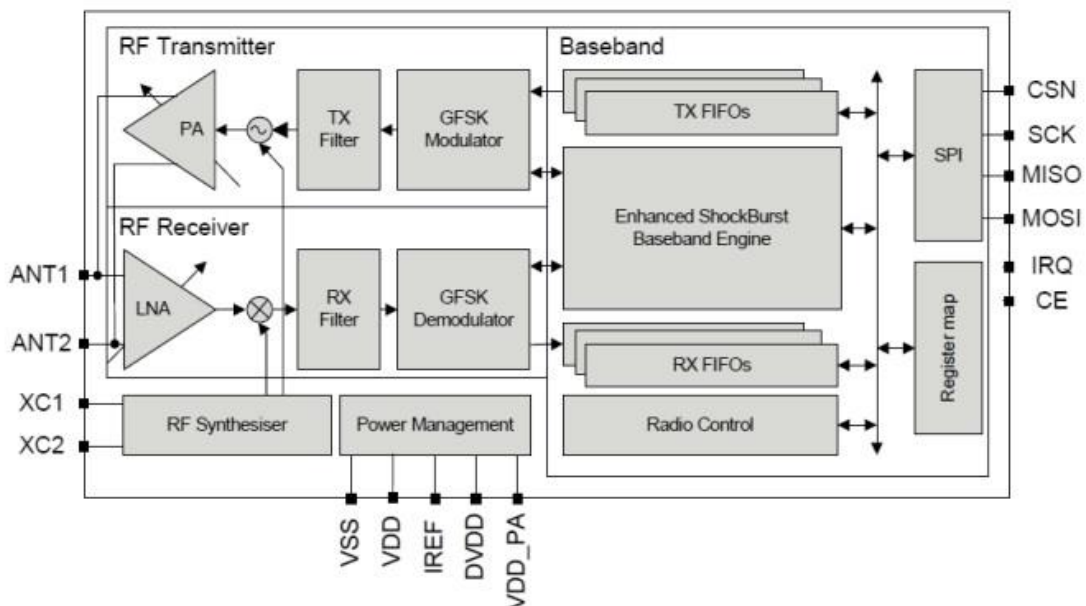 RF Transmitter
PA
TX
Filter
GFSK
Modulator
RF Receiver
LNA
RX
Filter
GFSK
Demodulator
RF Synthesiser
Power Management
Baseband
TX FIFOs
Enhanced ShockBurst
Baseband Engine
RX FIFOs
Radio Control
SPI
Register map
ANT1
ANT2
XC1
XC2
CSN
SCK
MISO
MOSI
IRQ
CE
VSS
VDD
IREF
DVDD
VDD_PA